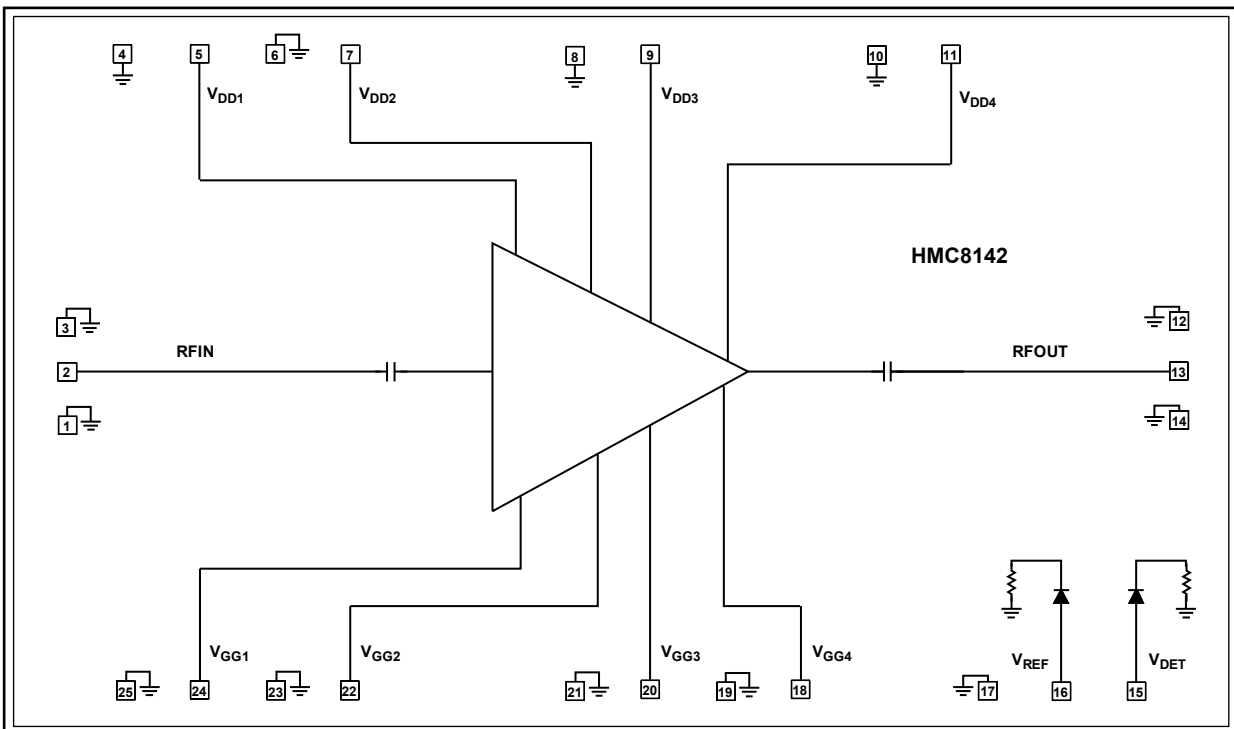 4 5 6 7 8 9 10 11
VDD1 VDD2 VDD3 VDD4
HMC8142
3 12
RFIN RFOUT
2 13
1 14
VGG1 VGG2 VGG3 VGG4 VREF VDET
25 24 23 22 21 20 19 18 17 16 15